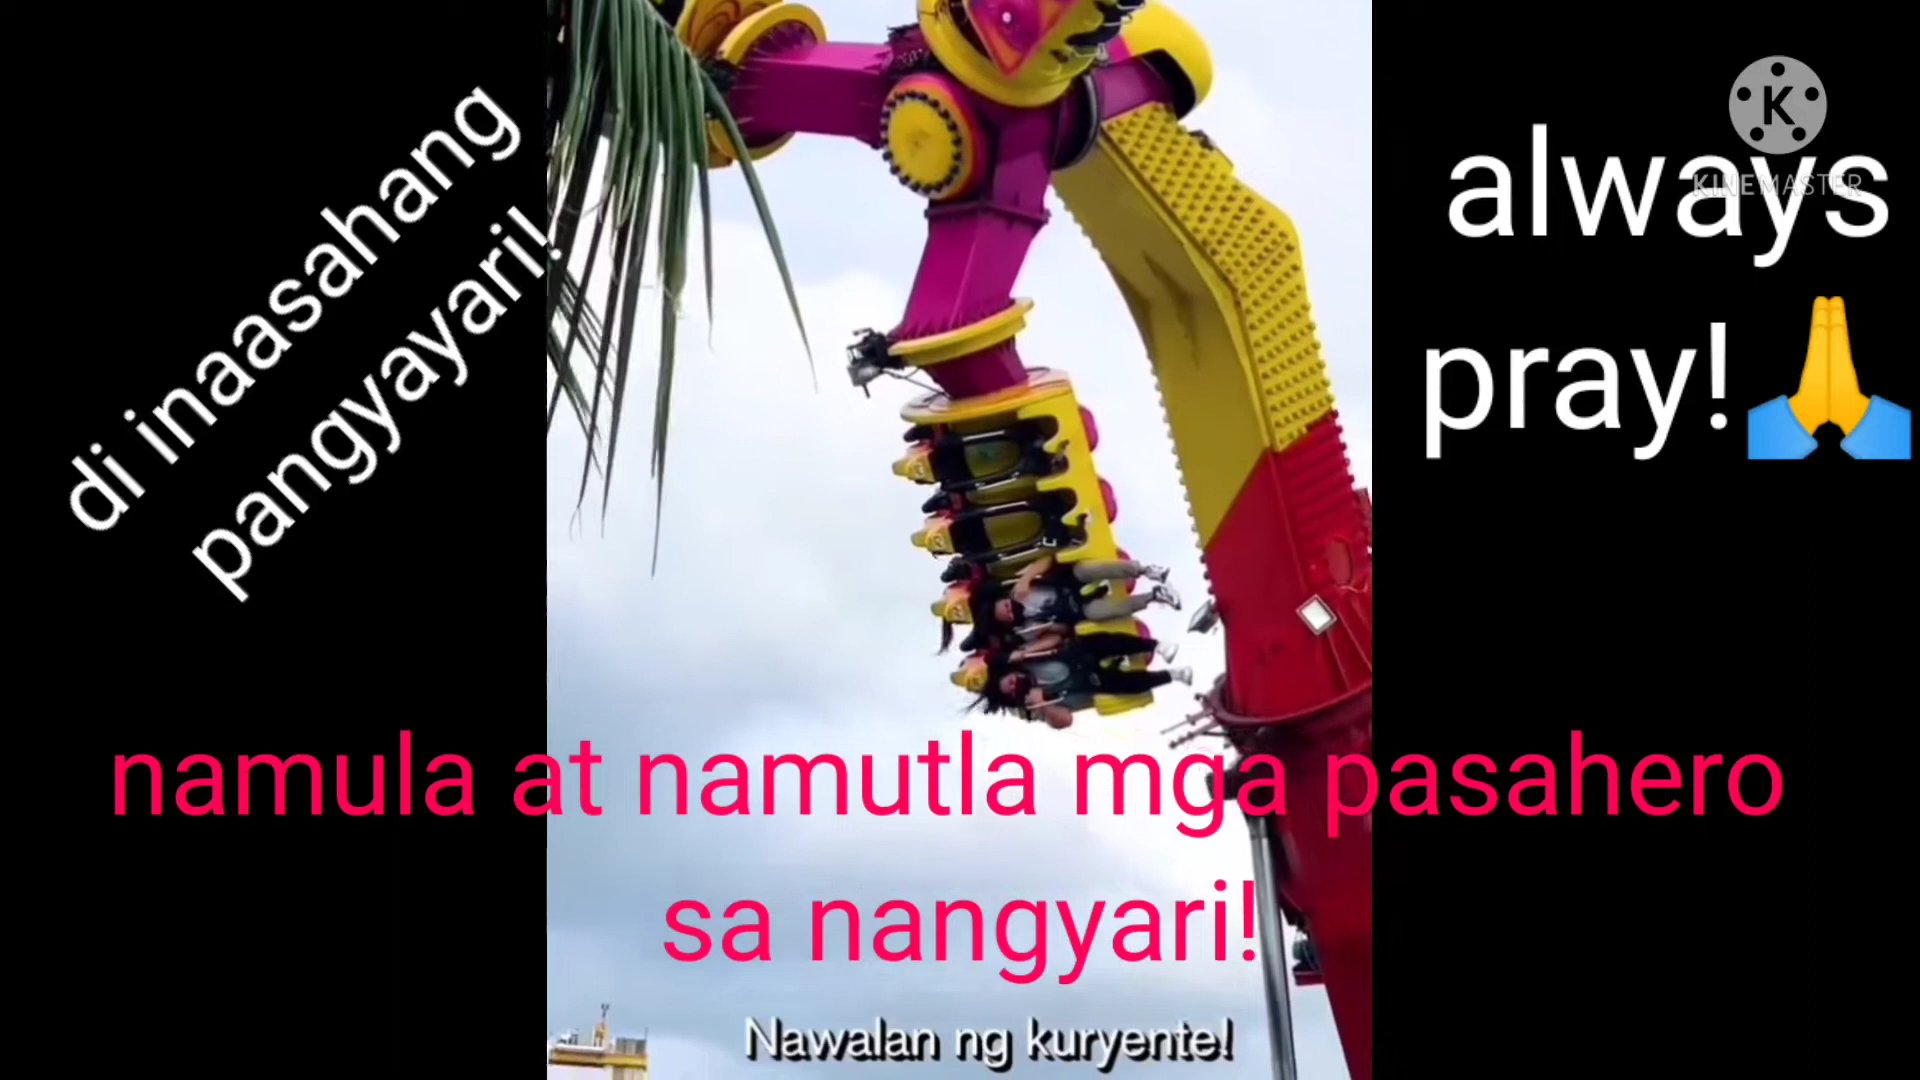 di inaasahang
pangyayari!
always
pray!🙏
K
KINEMASTER
namula at namutla mga pasahero
sa nangyari!
Nawalan ng kuryente!